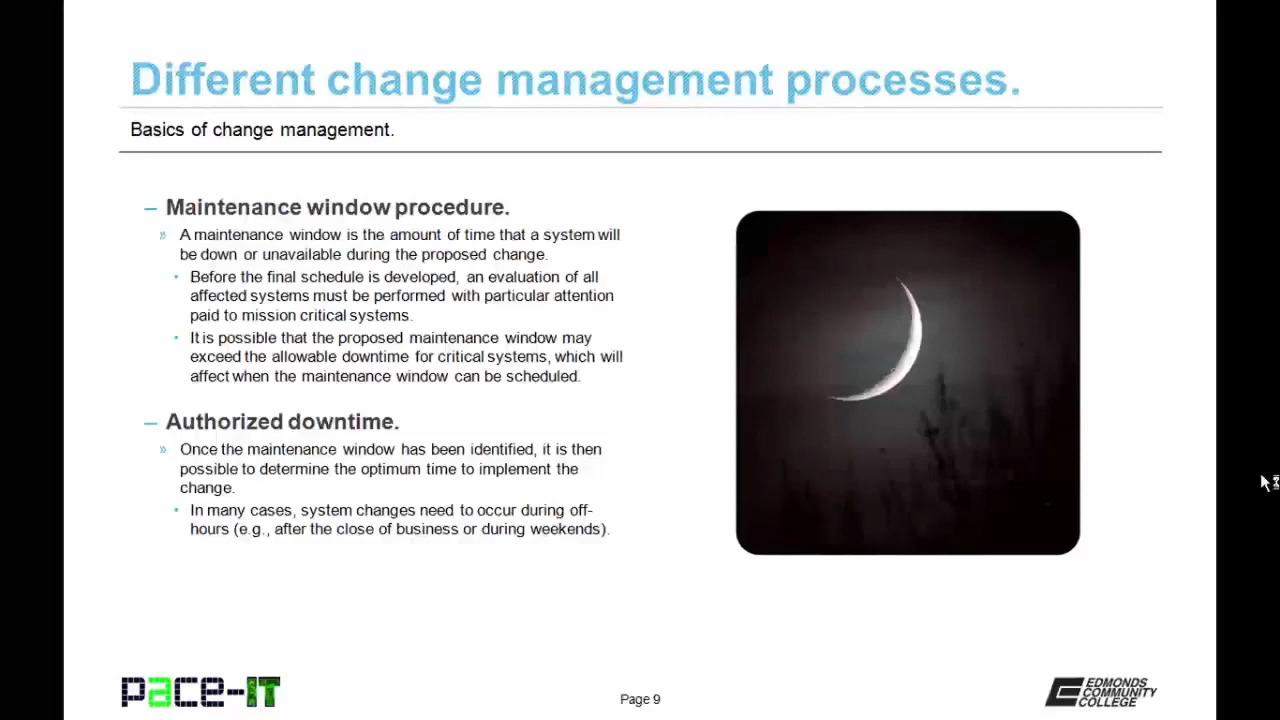 Different change management processes.
Basics of change management.
– Maintenance window procedure.
» A maintenance window is the amount of time that a system will
be down or unavailable during the proposed change.
• Before the final schedule is developed, an evaluation of all
affected systems must be performed with particular attention
paid to mission critical systems.
• It is possible that the proposed maintenance window may
exceed the allowable downtime for critical systems, which will
affect when the maintenance window can be scheduled.
– Authorized downtime.
» Once the maintenance window has been identified, it is then
possible to determine the optimum time to implement the
change.
• In many cases, system changes need to occur during off-
hours (e.g., after the close of business or during weekends).
pace-IT
Page 9
EDMONDS
COMMUNITY
COLLEGE